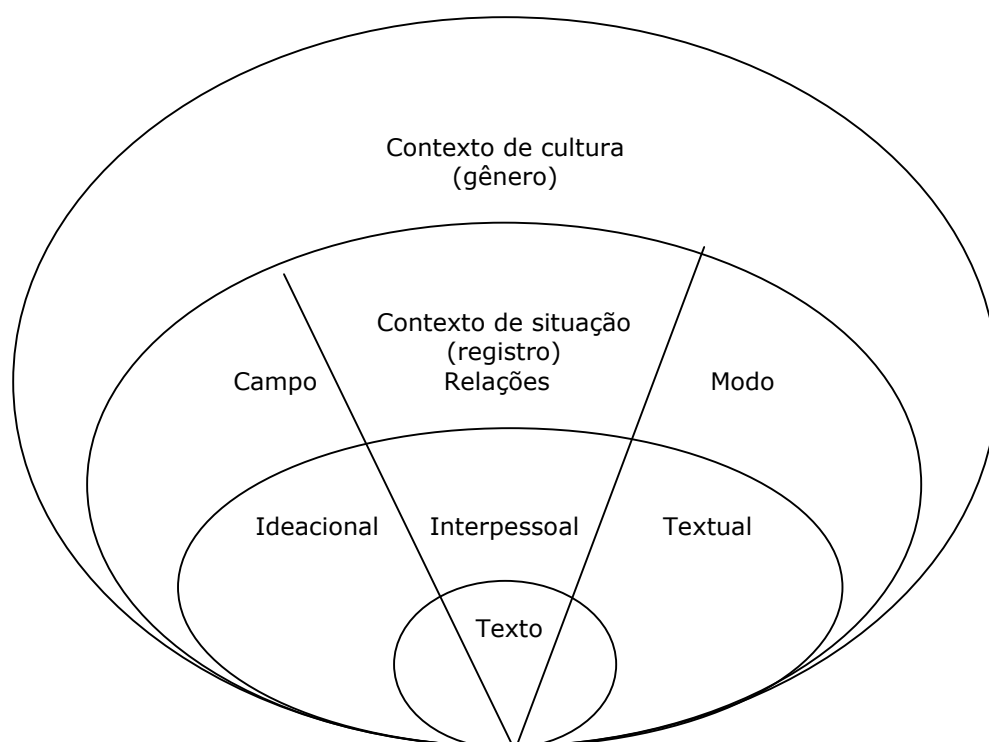 Contexto de cultura
(gênero)
Contexto de situação
(registro)
Campo Relações Modo
Ideacional Interpessoal Textual
Texto